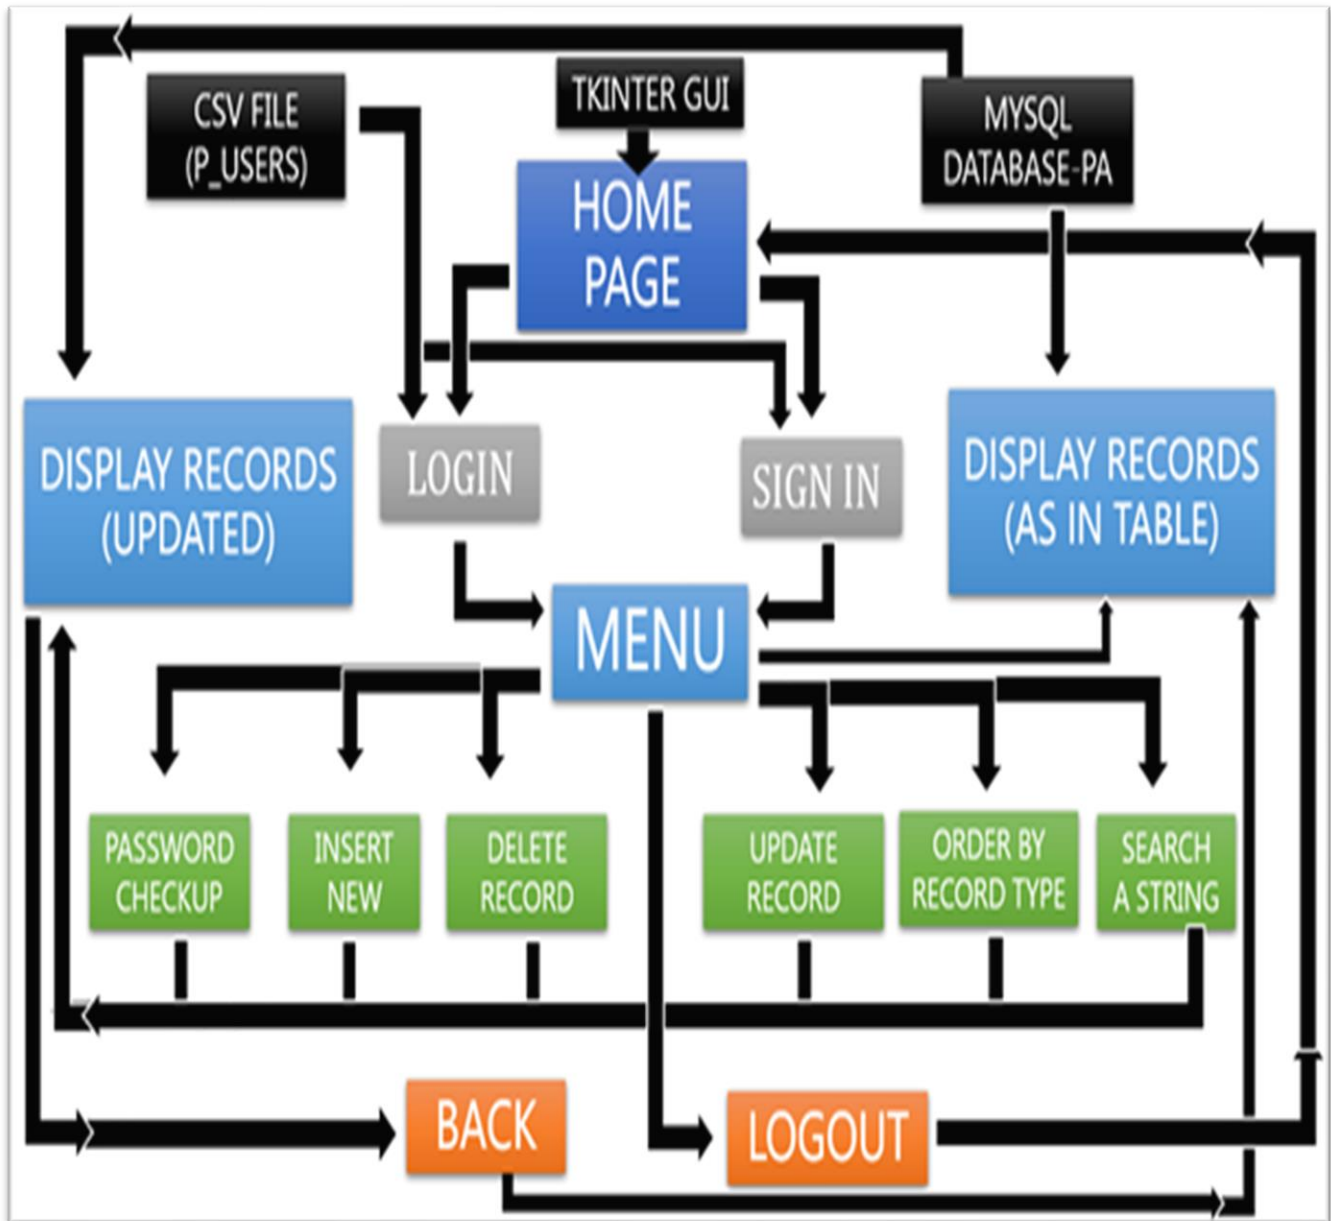 CSV FILE
(P_USERS)
TKINTER GUI
MYSQL
DATABASE-PA
HOME
PAGE
DISPLAY RECORDS
(UPDATED)
LOGIN
SIGN IN
DISPLAY RECORDS
(AS IN TABLE)
MENU
PASSWORD
CHECKUP
INSERT
NEW
DELETE
RECORD
UPDATE
RECORD
ORDER BY
RECORD TYPE
SEARCH
A STRING
BACK
LOGOUT